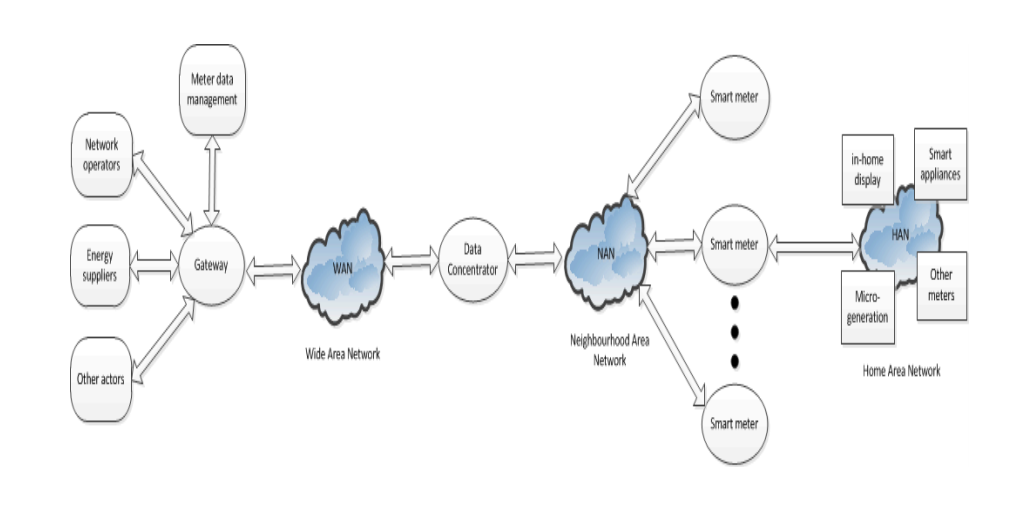 Meter data
management
Network
operators
Energy
suppliers
Other actors
Gateway
WAN
Wide Area Network
Data
Concentrator
NAN
Neighbourhood Area
Network
Smart meter
Smart meter
Smart meter
in-home
display
Smart
appliances
HAN
Micro-
generation
Other
meters
Home Area Network